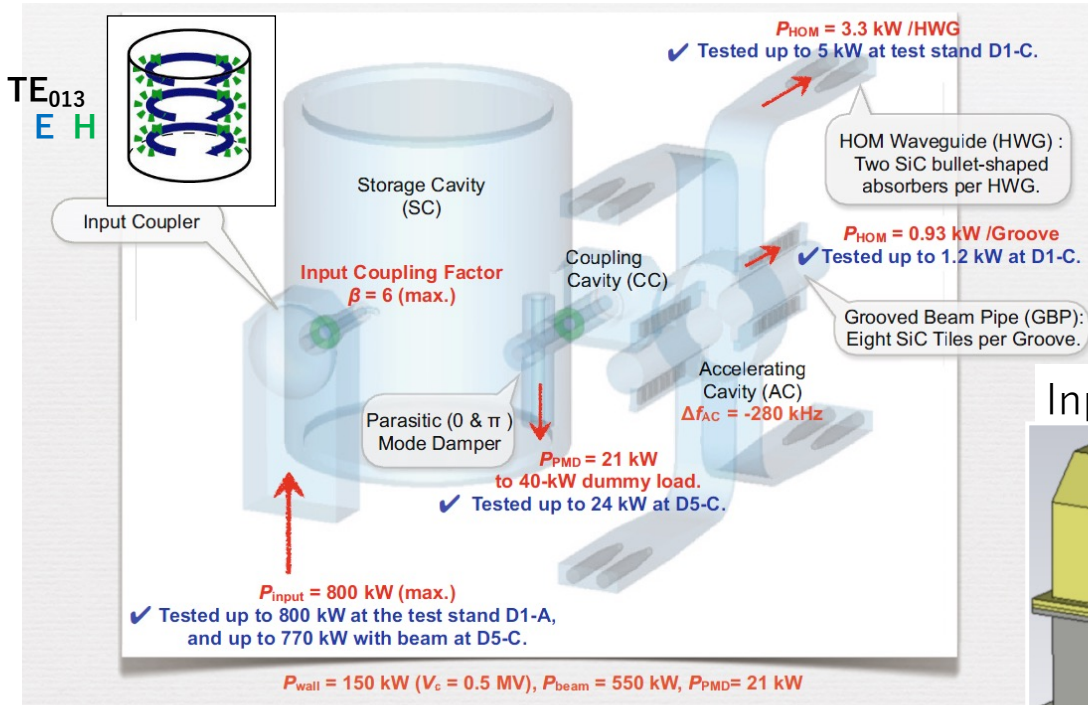 TE013
E H
Input Coupler
Storage Cavity
(SC)
Input Coupling Factor
β = 6 (max.)
Coupling
Cavity (CC)
PHOM = 3.3 kW /HWG
✔ Tested up to 5 kW at test stand D1-C.
HOM Waveguide (HWG) :
Two SiC bullet-shaped
absorbers per HWG.
PHOM = 0.93 kW /Groove
✔ Tested up to 1.2 kW at D1-C.
Grooved Beam Pipe (GBP):
Eight SiC Tiles per Groove.
Accelerating
Cavity (AC)
ΔfAC = -280 kHz
Parasitic (0 & π )
Mode Damper
PPMD = 21 kW
to 40-kW dummy load.
✔ Tested up to 24 kW at D5-C.
Pinput = 800 kW (max.)
✔ Tested up to 800 kW at the test stand D1-A,
and up to 770 kW with beam at D5-C.
Pwall = 150 kW (Vc = 0.5 MV), Pbeam = 550 kW, PPMD= 21 kW